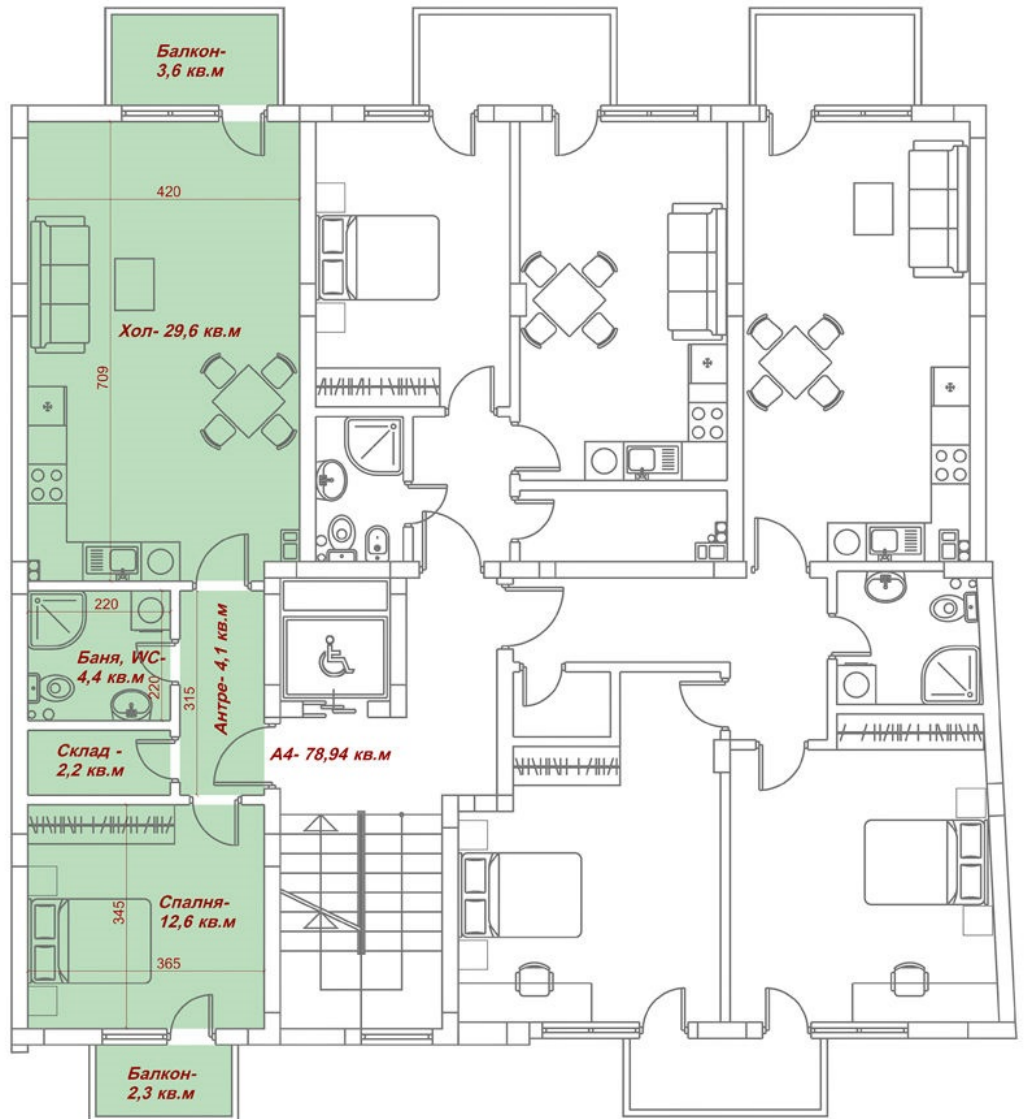 Балкон-
3,6 кв.м
420
Хол- 29,6 кв.м
709
220
Баня, WC-
4,4 кв.м
220
Антре- 4,1 кв.м
315
Склад -
2,2 кв.м
А4- 78,94 кв.м
345
Спалня-
12,6 кв.м
365
Балкон-
2,3 кв.м